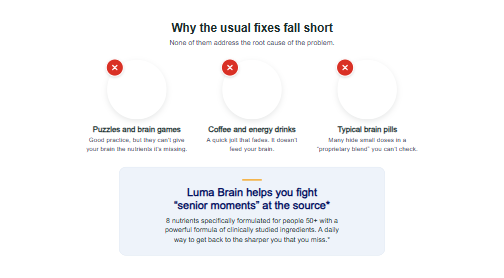 Why the usual fixes fall short
None of them address the root cause of the problem.
Puzzles and brain games
Good practice, but they can't give
your brain the nutrients it's missing.
Coffee and energy drinks
A quick jolt that fades. It doesn't
feed your brain.
Typical brain pills
Many hide small doses in a
"proprietary blend" you can't check.
Luma Brain helps you fight
"senior moments" at the source*
8 nutrients specifically formulated for people 50+ with a
powerful formula of clinically studied ingredients. A daily
way to get back to the sharper you that you miss.*